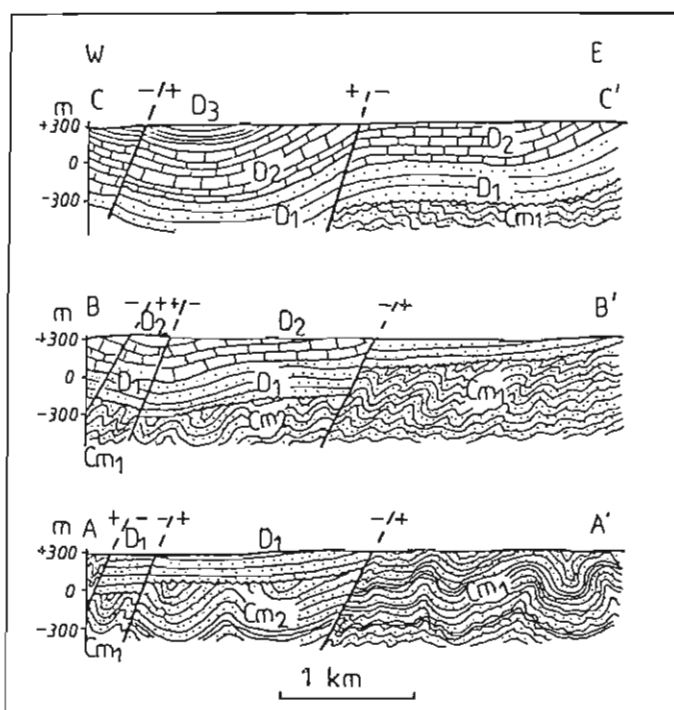 W E
m C -/+ D3 +/- C'
+300
0
-300
D2 D2
D1 D1
Cm1
m B -/+ +/- -/+ B'
D2 D2
+300
0
-300
D1 D1
Cm Cm1
Cm1
m A +/- -/+ -/+ A'
D1 D1
+300
0
-300
Cm2 Cm1
Cm1
1 km